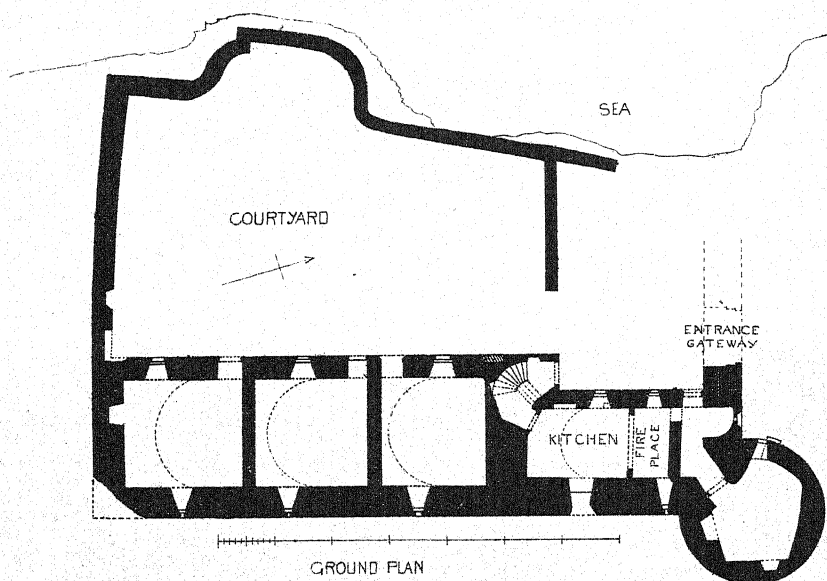 SEA
COURTYARD
ENTRANCE
GATEWAY
KITCHEN
FIRE
PLACE
GROUND PLAN